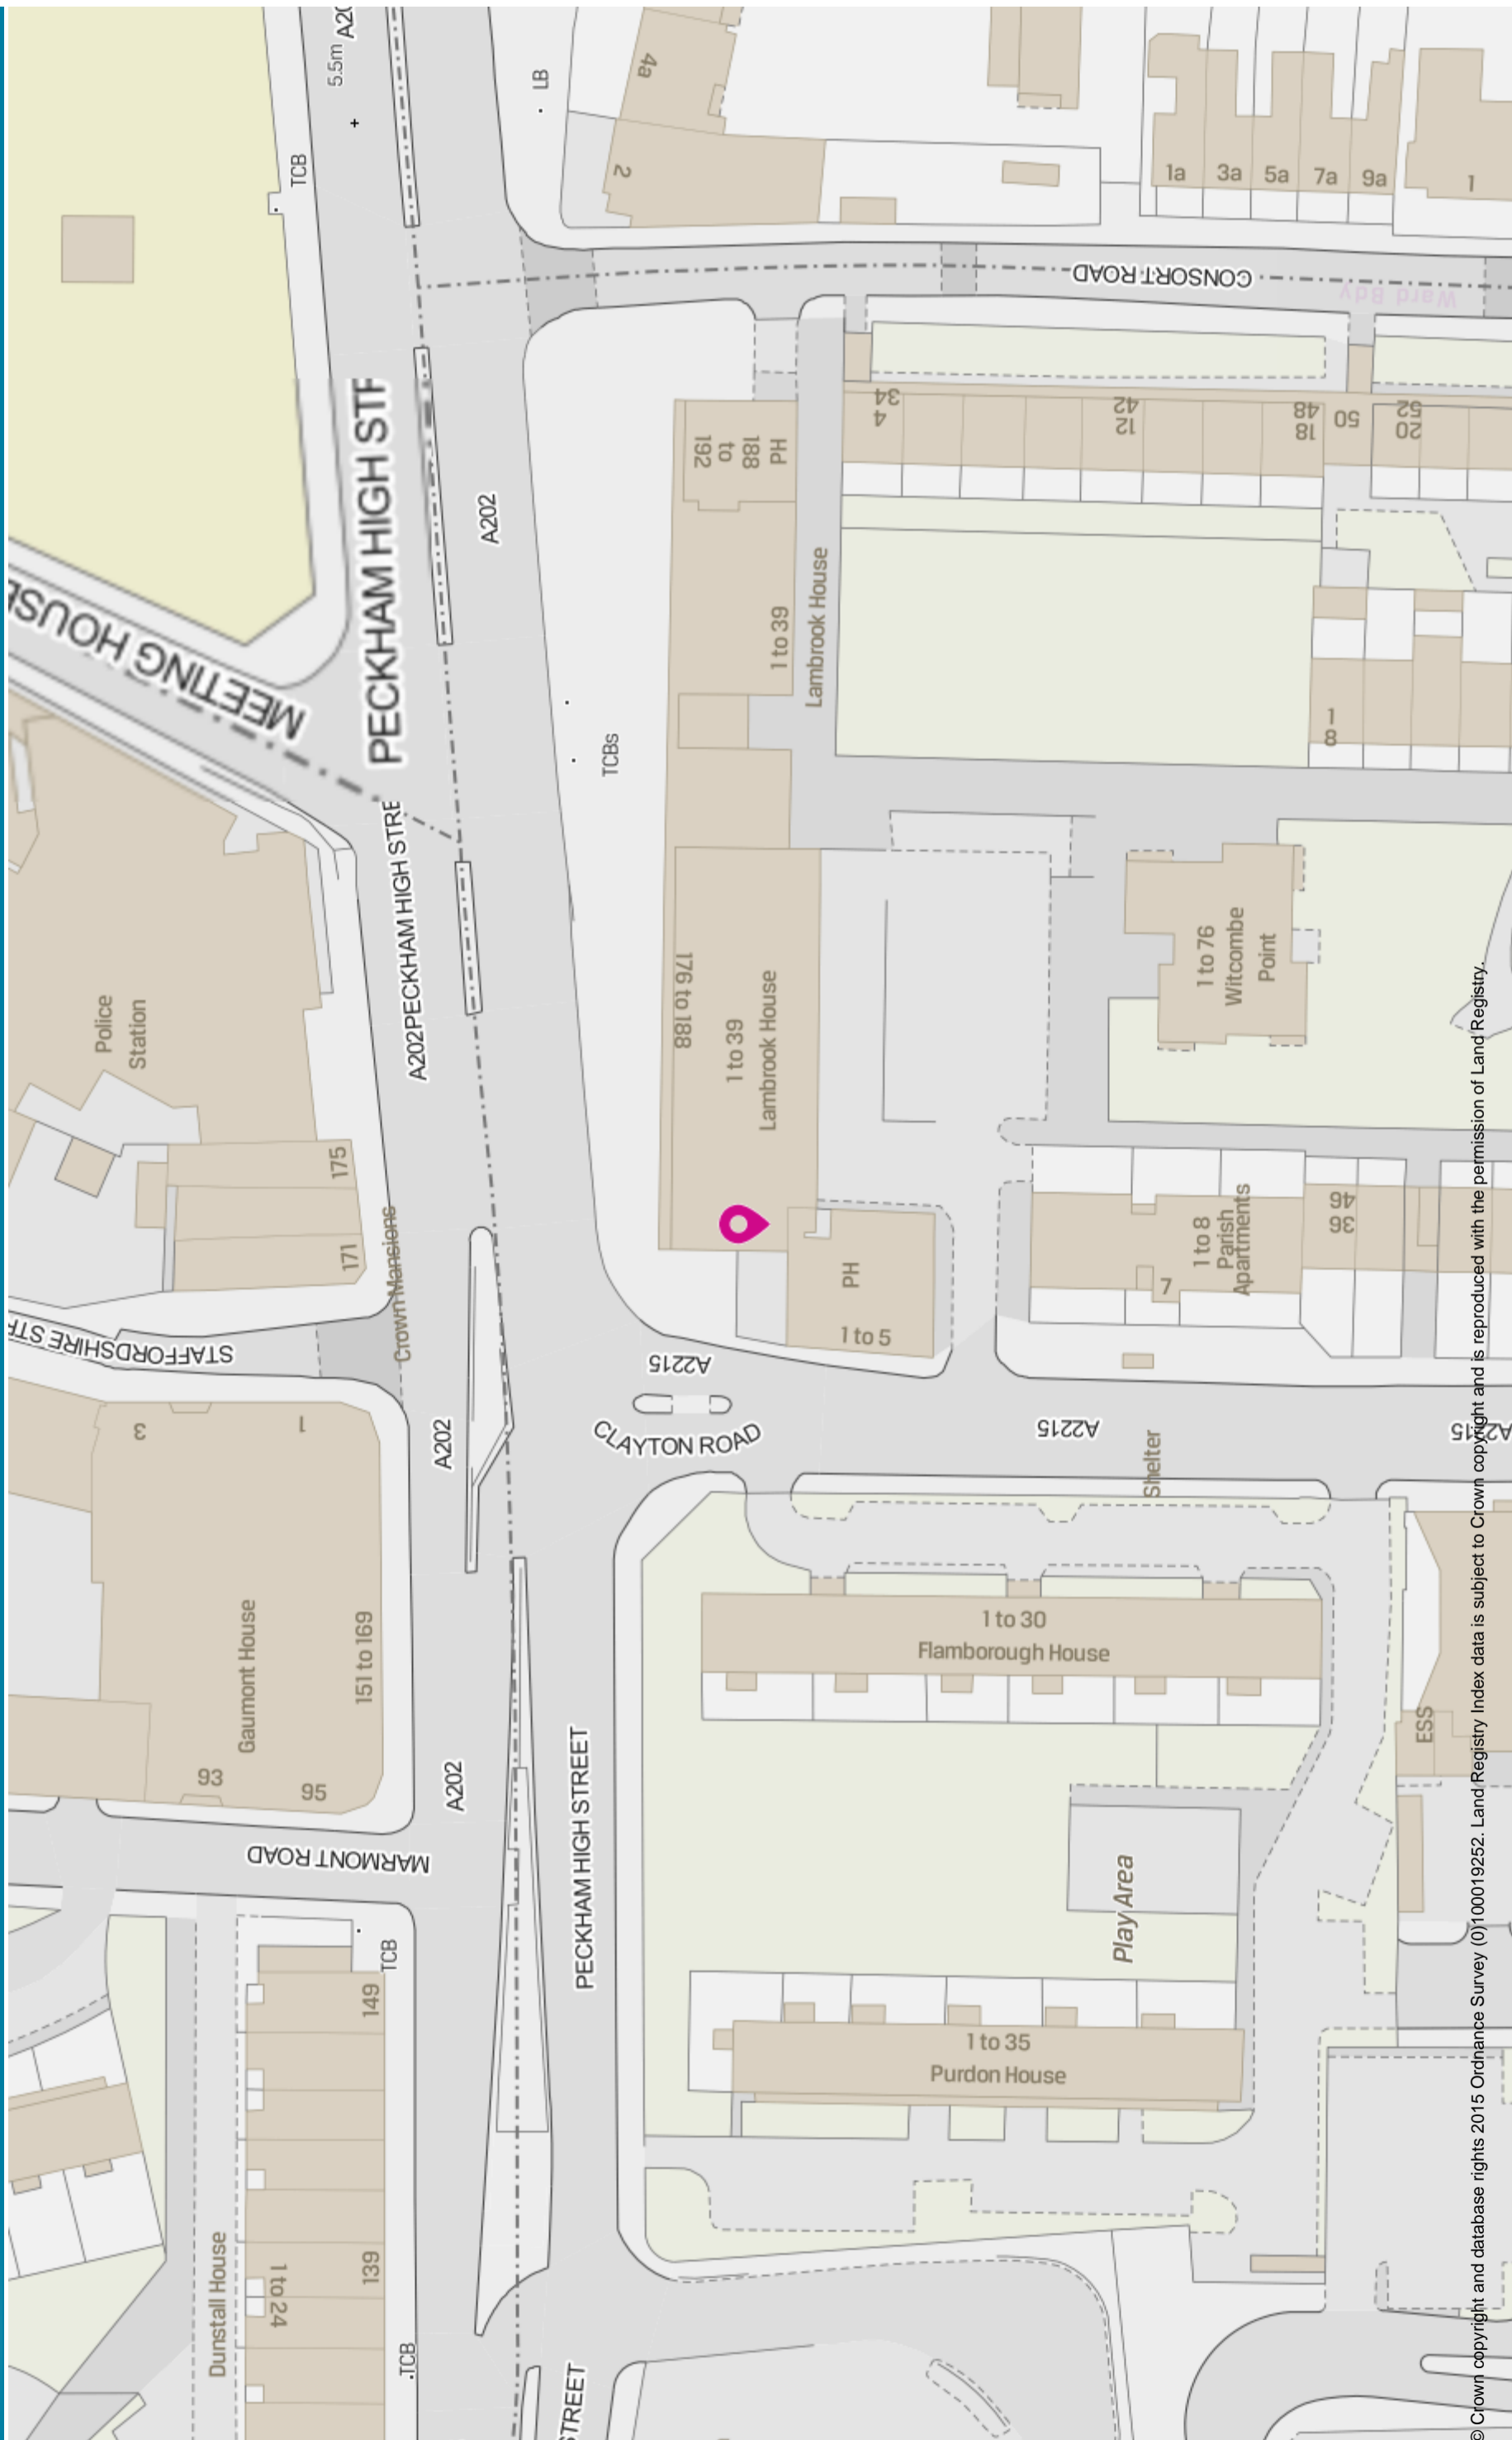 A20
5.5m
TCB
LB
4a
2
1a
3a
5a
7a
9a
1
CONSORT ROAD
Ward Bdy
PECKHAM HIGH STF
A202
MEETING HOUSE
188
to
192
PH
34
4
42
12
48
18
50
52
20
1 to 39
Lambrook House
TCBs
1
8
A202PECKHAM HIGH STRE
Police
Station
176 to 188
1 to 39
Lambrook House
1 to 76
Witcombe
Point
175
171
Crown Mansions
PH
1 to 5
1 to 8
Parish
Apartments
7
46
36
STAFFORDSHIRE STR
A2215
CLAYTON ROAD
A2215
A2215
Shelter
3
1
A202
Gaumont House
151 to 169
93
95
1 to 30
Flamborough House
ESS
A202
PECKHAM HIGH STREET
MARMONT ROAD
Play Area
TCB
149
1 to 35
Purdon House
Dunstall House
1 to 24
139
TCB
STREET
© Crown copyright and database rights 2015 Ordnance Survey (0)100019252. Land Registry Index data is subject to Crown copyright and is reproduced with the permission of Land Registry.